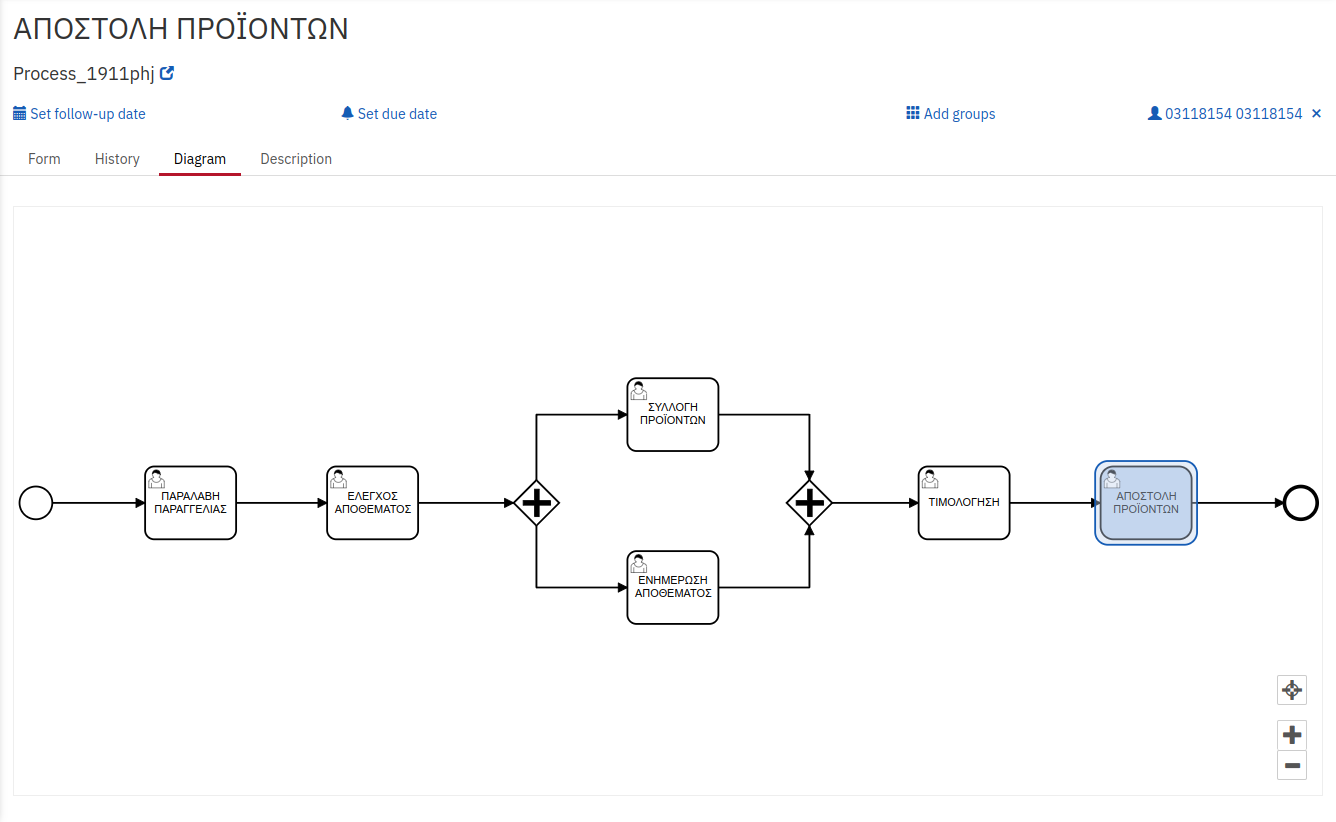 ΑΠΟΣΤΟΛΗ ΠΡΟΪΟΝΤΩΝ
Process_1911phj
Set follow-up date
Set due date
Add groups
03118154 03118154 ×
Form
History
Diagram
Description
ΠΑΡΑΛΑΒΗ
ΠΑΡΑΓΓΕΛΙΑΣ
ΕΛΕΓΧΟΣ
ΑΠΟΘΕΜΑΤΟΣ
ΣΥΛΛΟΓΗ
ΠΡΟΪΟΝΤΩΝ
ΕΝΗΜΕΡΩΣΗ
ΑΠΟΘΕΜΑΤΟΣ
ΤΙΜΟΛΟΓΗΣΗ
ΑΠΟΣΤΟΛΗ
ΠΡΟΪΟΝΤΩΝ